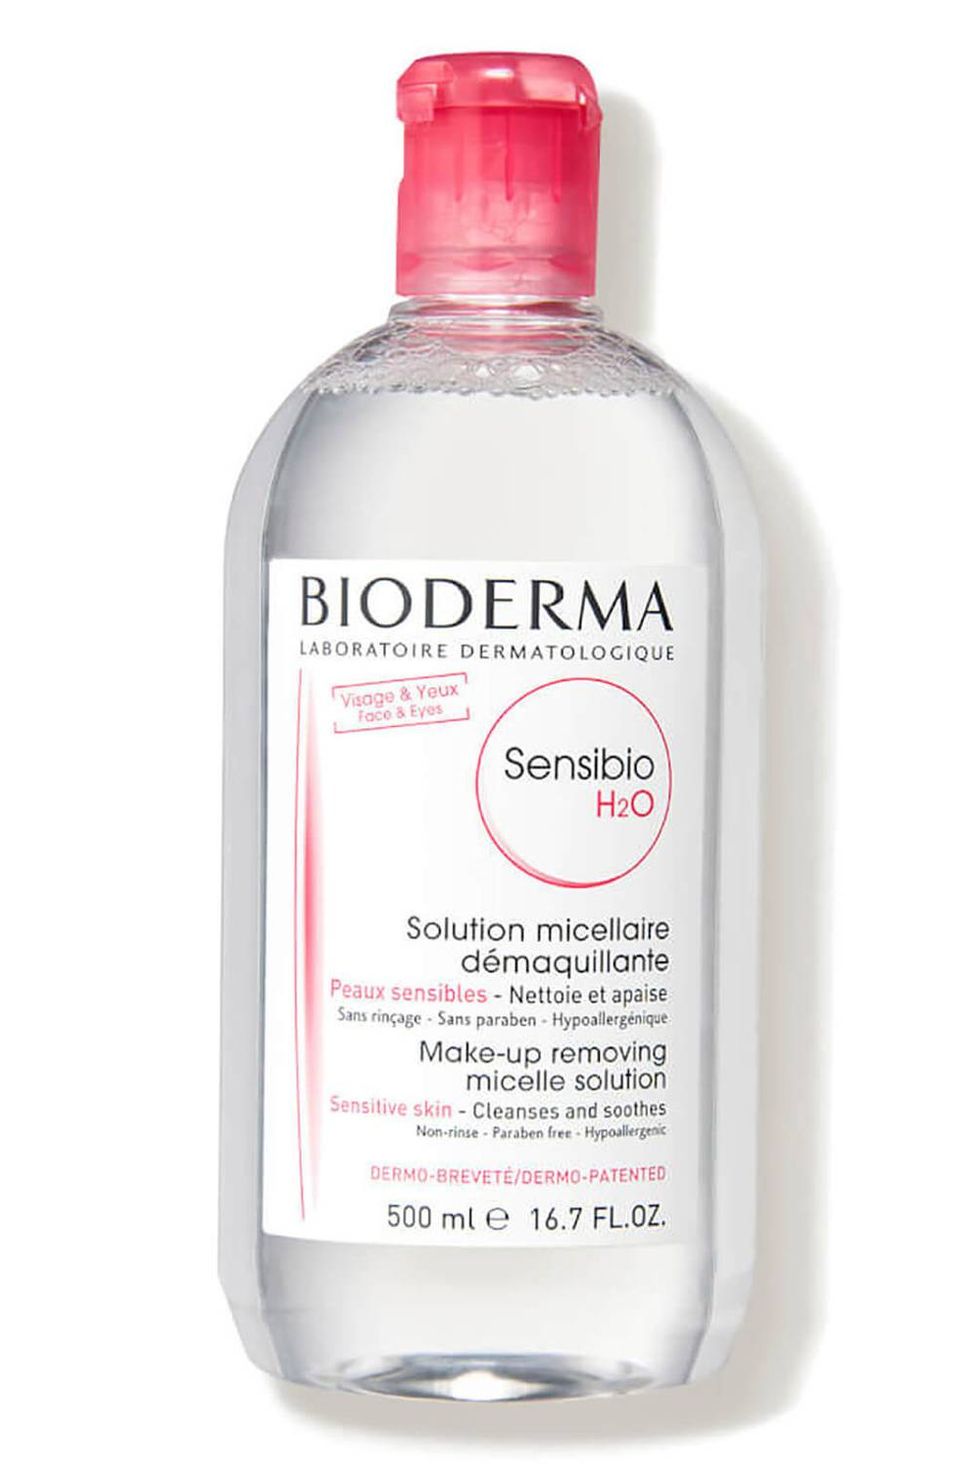 BIODERMA
LABORATOIRE DERMATOLOGIQUE
Visage & Yeux
Face & Eyes
Sensibio
H2O
Solution micellaire
démaquillante
Peaux sensibles - Nettoie et apaise
Sans rinçage - Sans paraben - Hypoallergénique
Make-up removing
micelle solution
Sensitive skin - Cleanses and soothes
Non-rinse - Paraben free - Hypoallergenic
DERMO-BREVETÉ/DERMO-PATENTED
500 ml ℮ 16.7 FL.OZ.